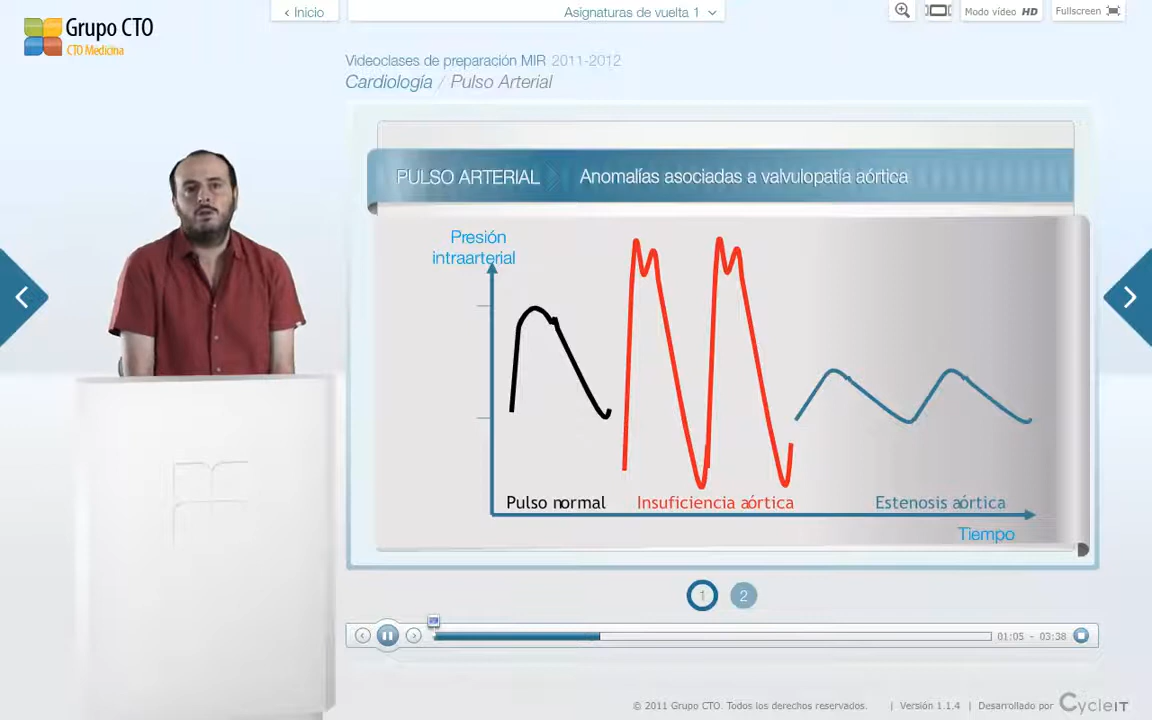 Grupo CTO
CTO Medicina
‹ Inicio
Asignaturas de vuelta 1
Modo vídeo HD
Fullscreen
Videoclases de preparación MIR 2011-2012
Cardiología / Pulso Arterial
PULSO ARTERIAL
Anomalías asociadas a valvulopatía aórtica
Presión
intraarterial
Pulso normal
Insuficiencia aórtica
Estenosis aórtica
Tiempo
1
2
01:05 - 03:38
© 2011 Grupo CTO. Todos los derechos reservados. | Versión 1.1.4 | Desarrollado por CycleIT